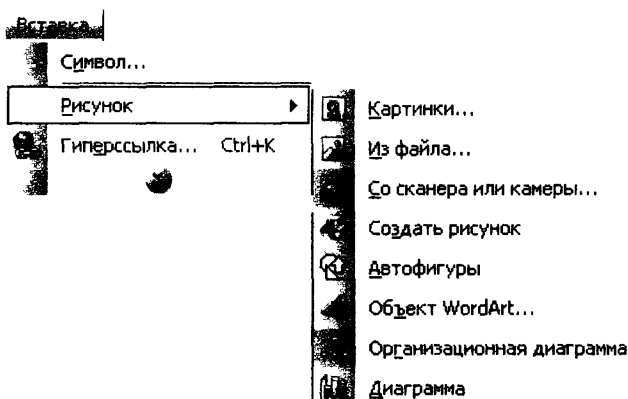 Вставка
Символ...
Рисунок
Гиперссылка... Ctrl+K
Картинки...
Из файла...
Со сканера или камеры...
Создать рисунок
Автофигуры
Объект WordArt...
Организационная диаграмма
Диаграмма